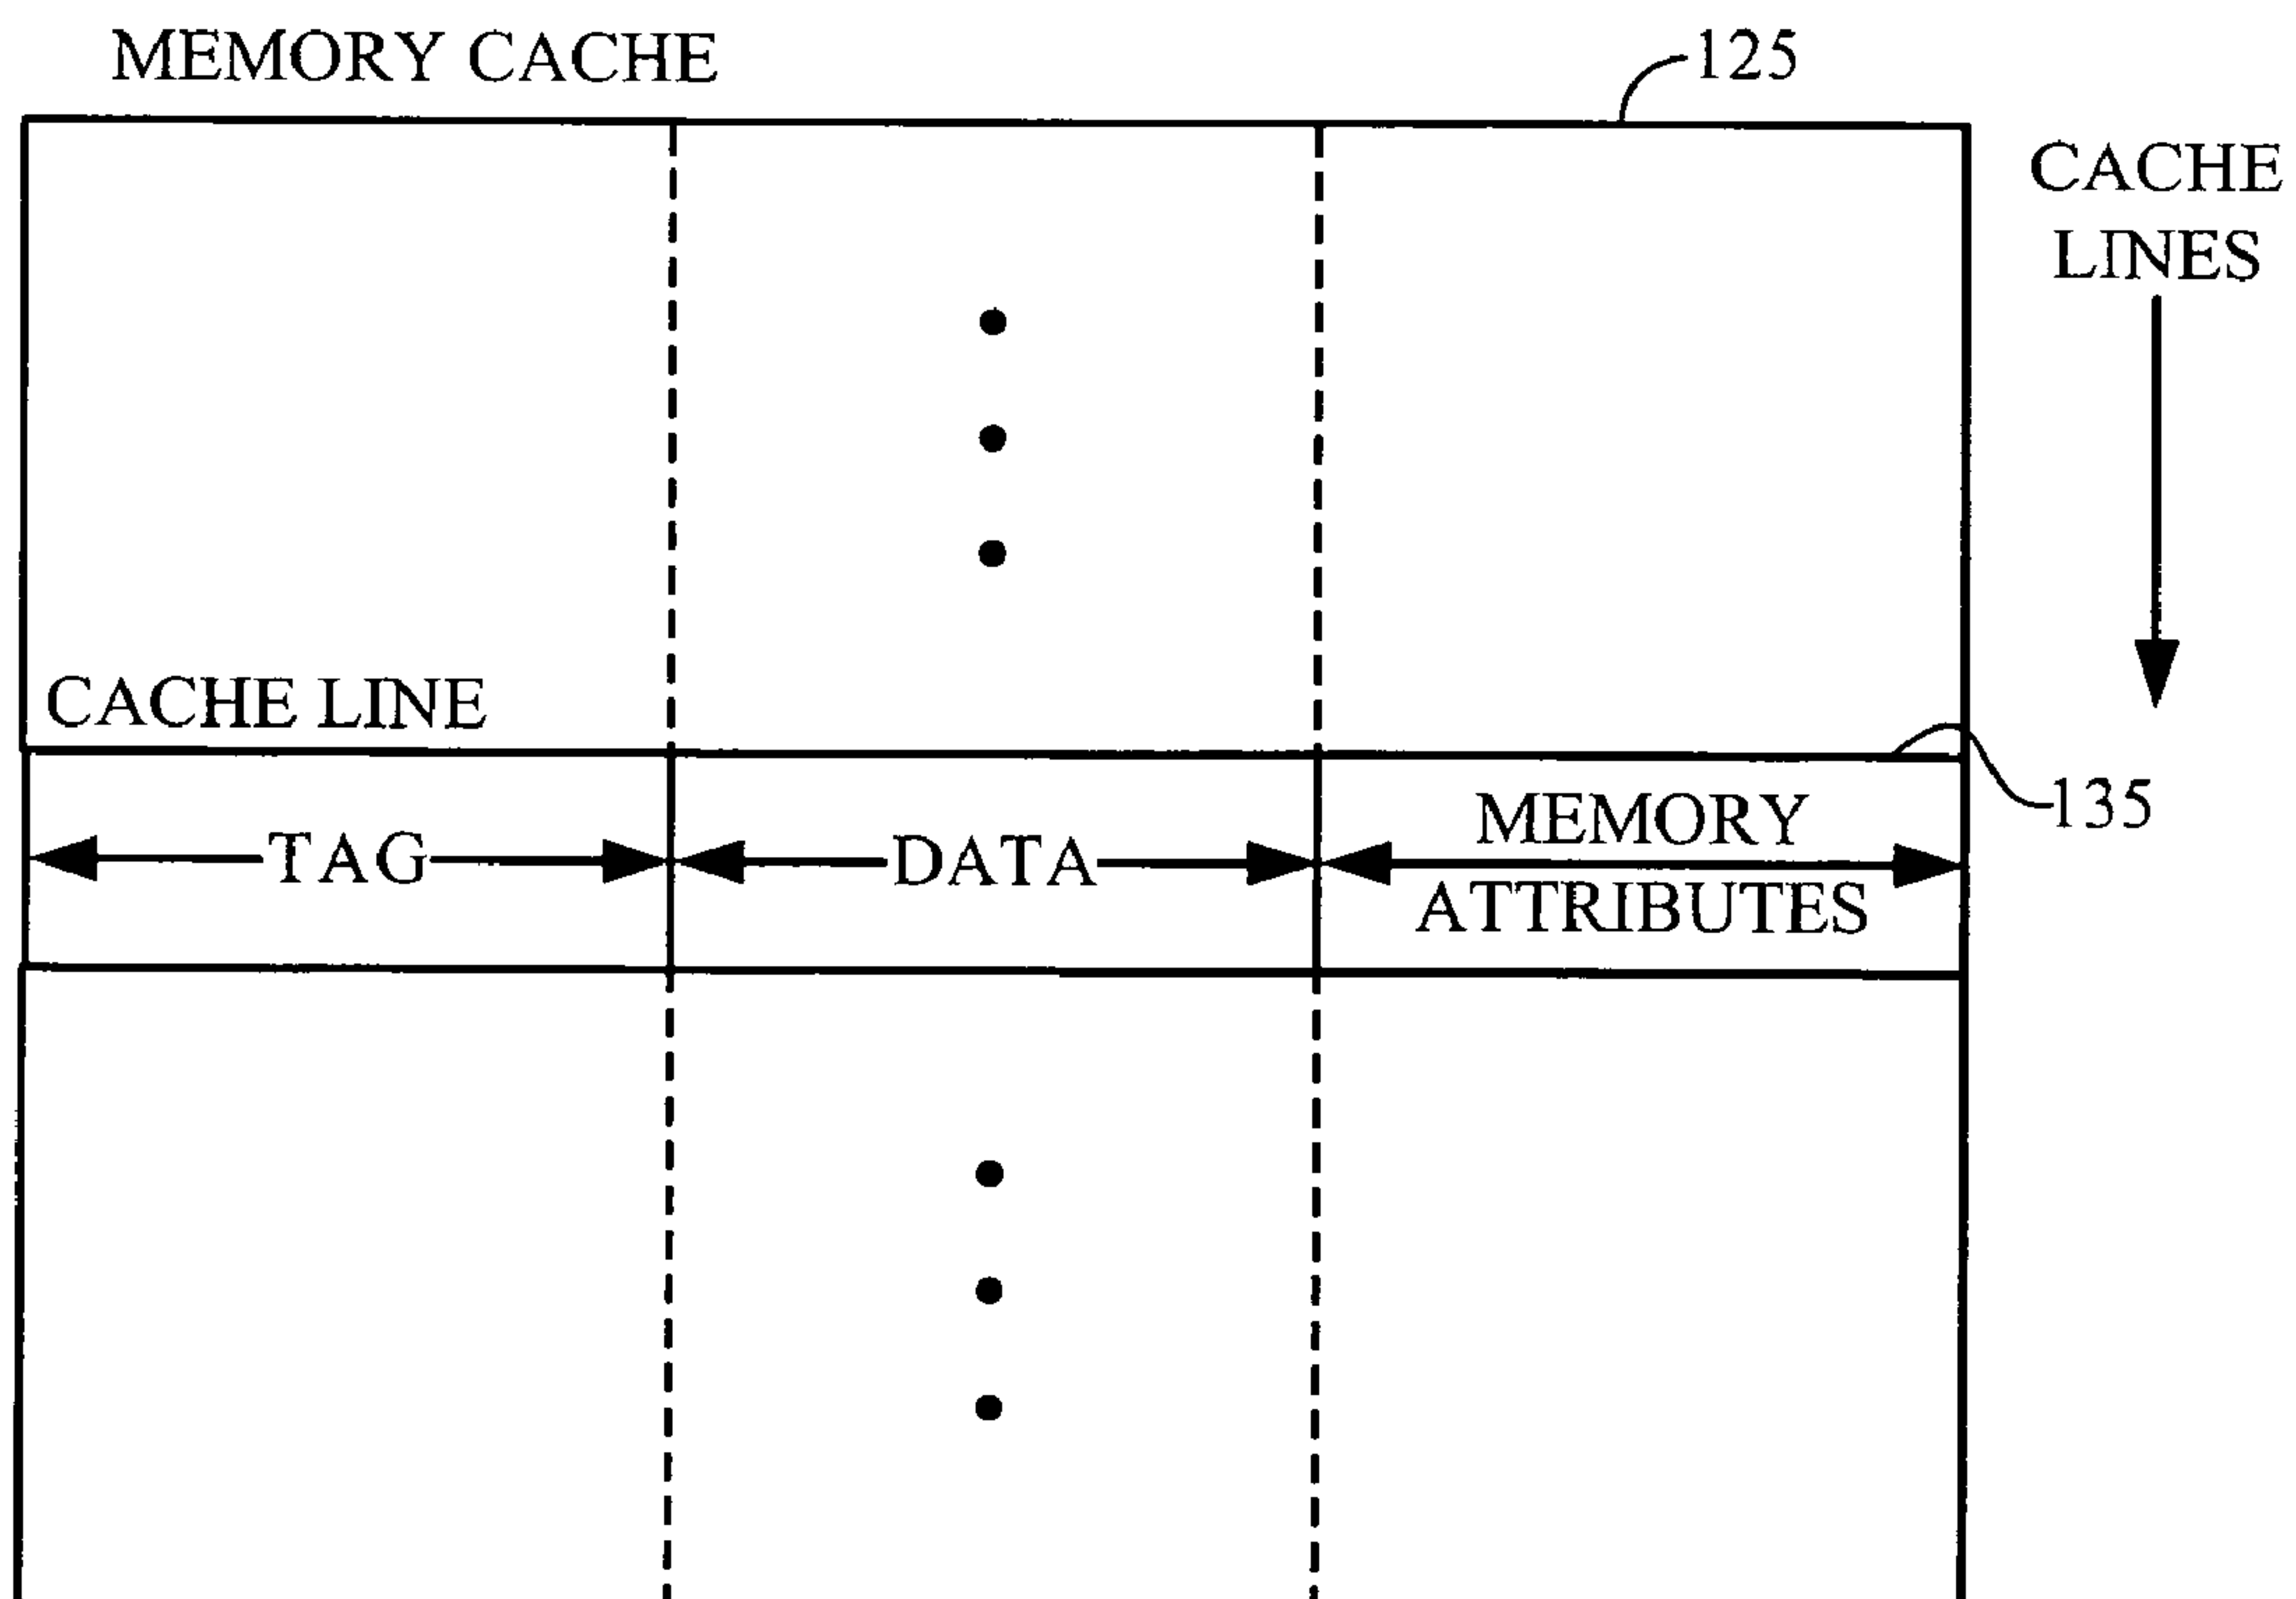 MEMORY CACHE
125
CACHE
LINES
CACHE LINE
135
TAG
DATA
MEMORY
ATTRIBUTES